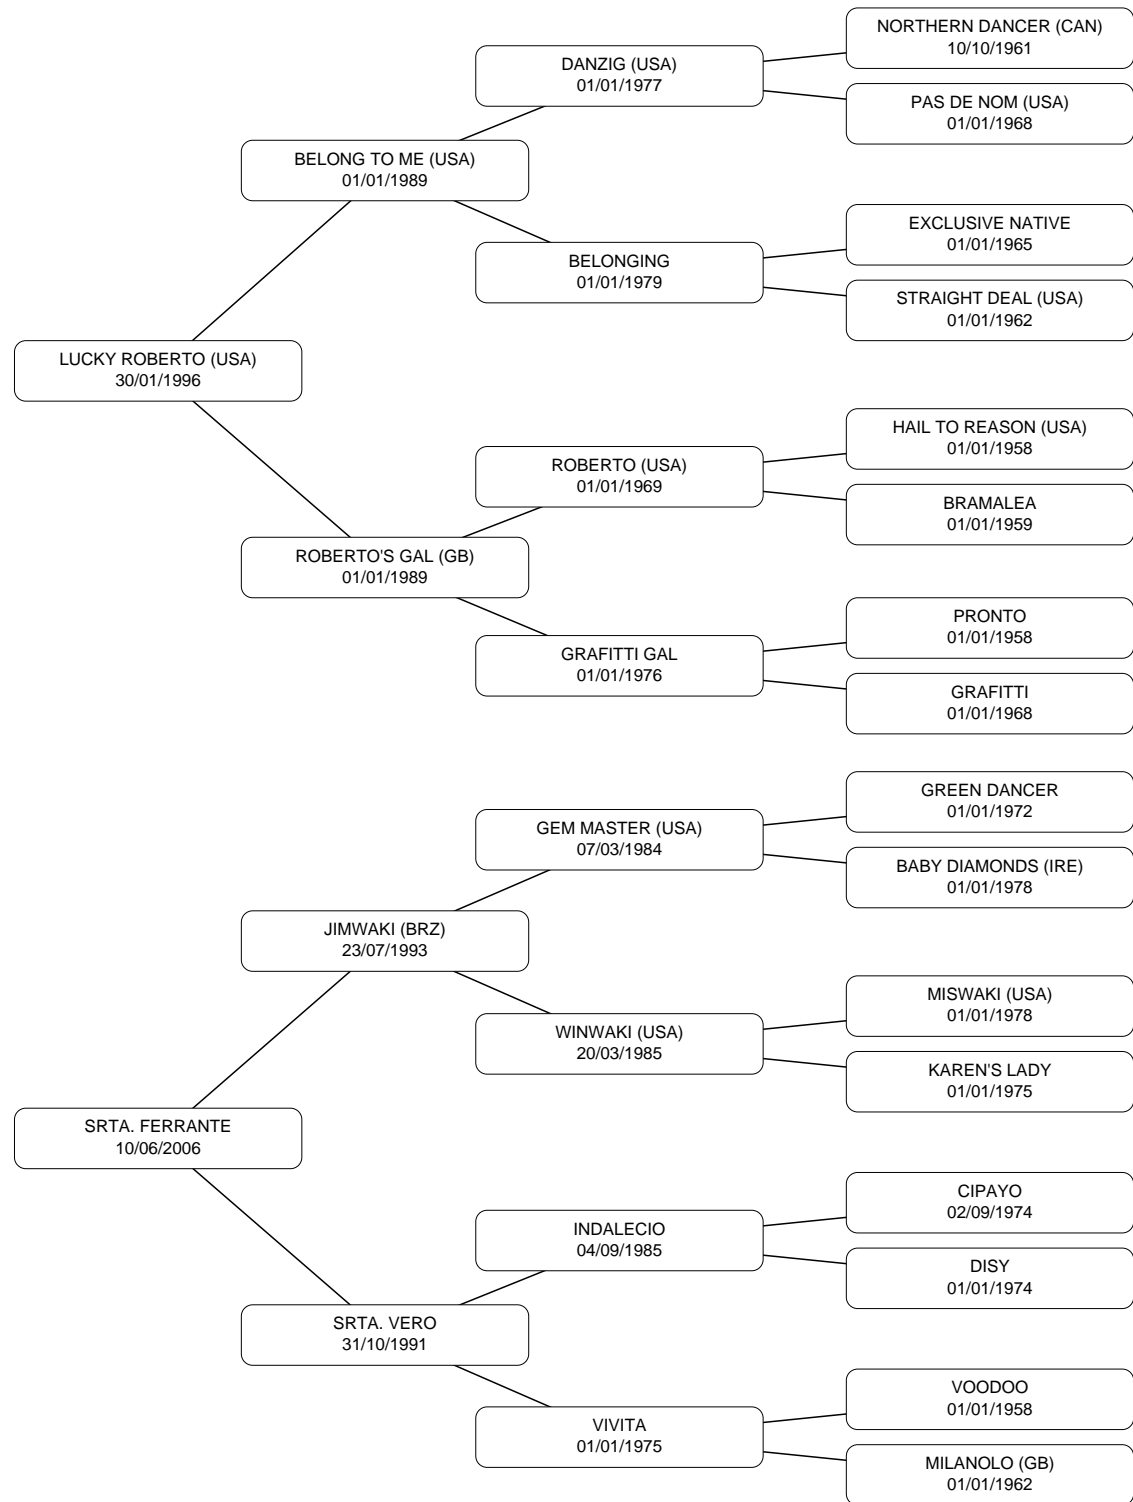 NORTHERN DANCER (CAN)
10/10/1961
DANZIG (USA)
01/01/1977
PAS DE NOM (USA)
01/01/1968
BELONG TO ME (USA)
01/01/1989
EXCLUSIVE NATIVE
01/01/1965
BELONGING
01/01/1979
STRAIGHT DEAL (USA)
01/01/1962
LUCKY ROBERTO (USA)
30/01/1996
HAIL TO REASON (USA)
01/01/1958
ROBERTO (USA)
01/01/1969
BRAMALEA
01/01/1959
ROBERTO'S GAL (GB)
01/01/1989
PRONTO
01/01/1958
GRAFITTI GAL
01/01/1976
GRAFITTI
01/01/1968
GREEN DANCER
01/01/1972
GEM MASTER (USA)
07/03/1984
BABY DIAMONDS (IRE)
01/01/1978
JIMWAKI (BRZ)
23/07/1993
MISWAKI (USA)
01/01/1978
WINWAKI (USA)
20/03/1985
KAREN'S LADY
01/01/1975
SRTA. FERRANTE
10/06/2006
CIPAYO
02/09/1974
INDALECIO
04/09/1985
DISY
01/01/1974
SRTA. VERO
31/10/1991
VOODOO
01/01/1958
VIVITA
01/01/1975
MILANOLO (GB)
01/01/1962